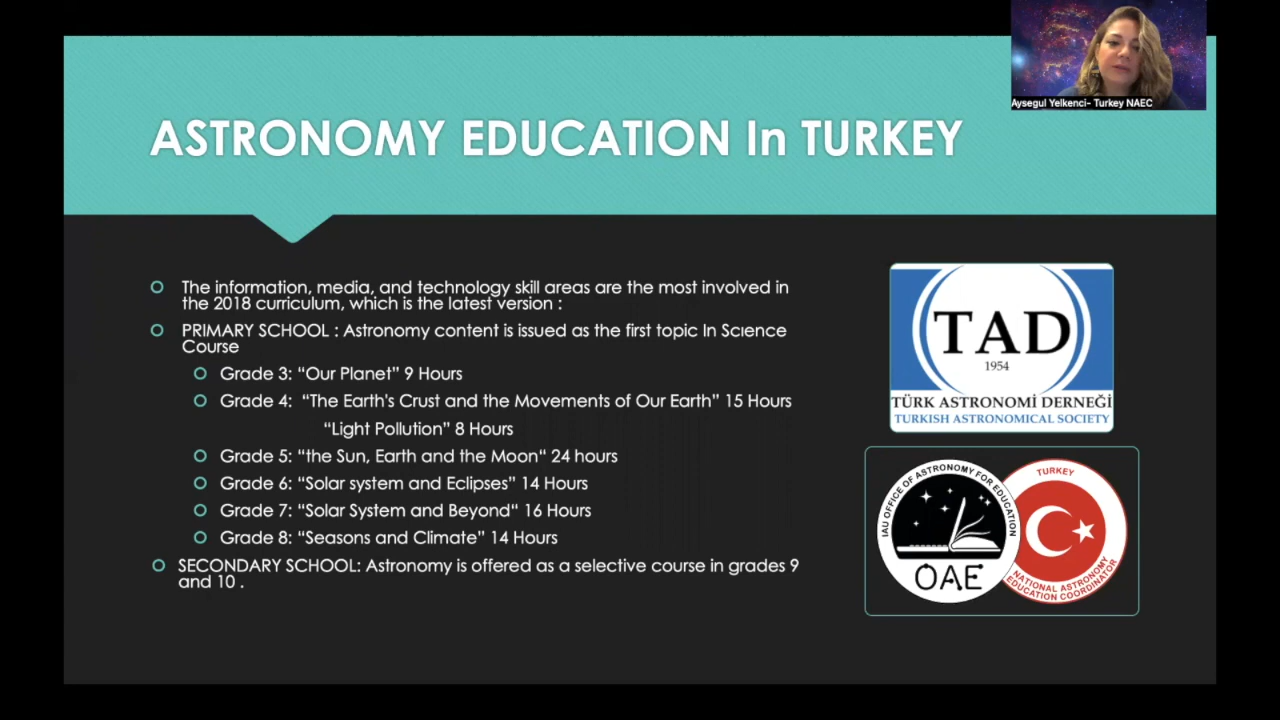 Aysegul Yelkenci- Turkey NAEC
ASTRONOMY EDUCATION In TURKEY
The information, media, and technology skill areas are the most involved in
the 2018 curriculum, which is the latest version :
PRIMARY SCHOOL : Astronomy content is issued as the first topic In Scıence
Course
Grade 3: “Our Planet” 9 Hours
Grade 4: “The Earth's Crust and the Movements of Our Earth” 15 Hours
“Light Pollution” 8 Hours
Grade 5: “the Sun, Earth and the Moon“ 24 hours
Grade 6: “Solar system and Eclipses” 14 Hours
Grade 7: “Solar System and Beyond“ 16 Hours
Grade 8: “Seasons and Climate” 14 Hours
SECONDARY SCHOOL: Astronomy is offered as a selective course in grades 9
and 10 .
TAD
1954
TÜRK ASTRONOMİ DERNEĞİ
TURKISH ASTRONOMICAL SOCIETY
IAU OFFICE OF ASTRONOMY FOR EDUCATION
OAE
TURKEY
NATIONAL ASTRONOMY
EDUCATION COORDINATOR